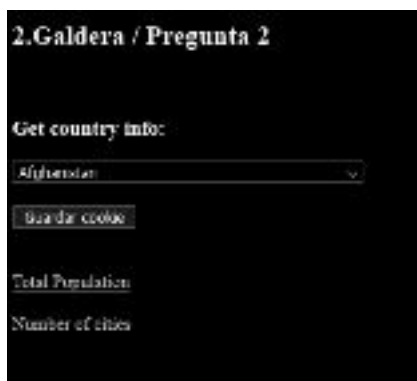 2.Galdera / Pregunta 2
Get country info:
Afghanistan
Guardar cookie
Total Population
Number of cities